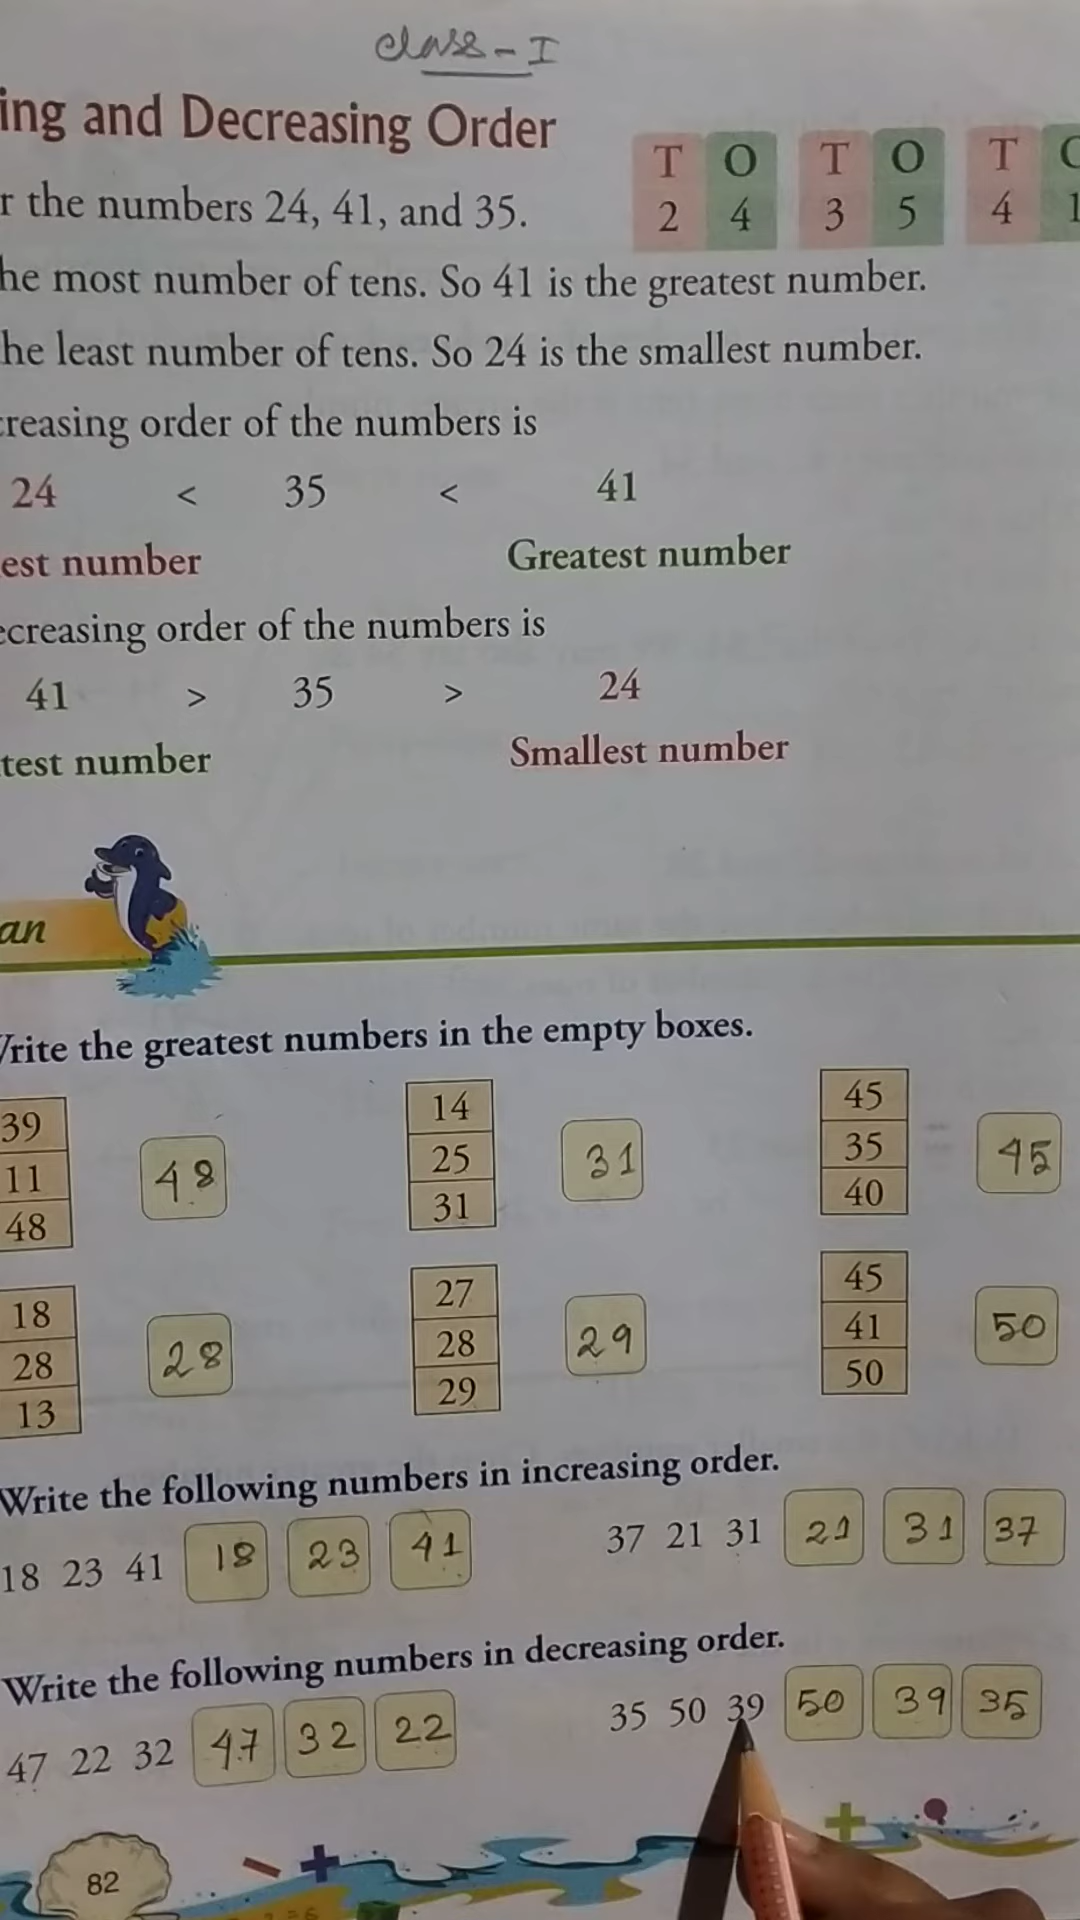 class - I
ing and Decreasing Order
T O T O T
r the numbers 24, 41, and 35.
2 4 3 5 4 1
he most number of tens. So 41 is the greatest number.
he least number of tens. So 24 is the smallest number.
creasing order of the numbers is
24 < 35 < 41
est number Greatest number
ecreasing order of the numbers is
41 > 35 > 24
test number Smallest number
an
Write the greatest numbers in the empty boxes.
39 14 45
11 48 25 31 35 = 45
48 31 40
18 27 45
28 28 28 29 41 50
13 29 50
Write the following numbers in increasing order.
18 23 41 18 23 41 37 21 31 21 31 37
Write the following numbers in decreasing order.
47 22 32 47 32 22 35 50 39 50 39 35
82